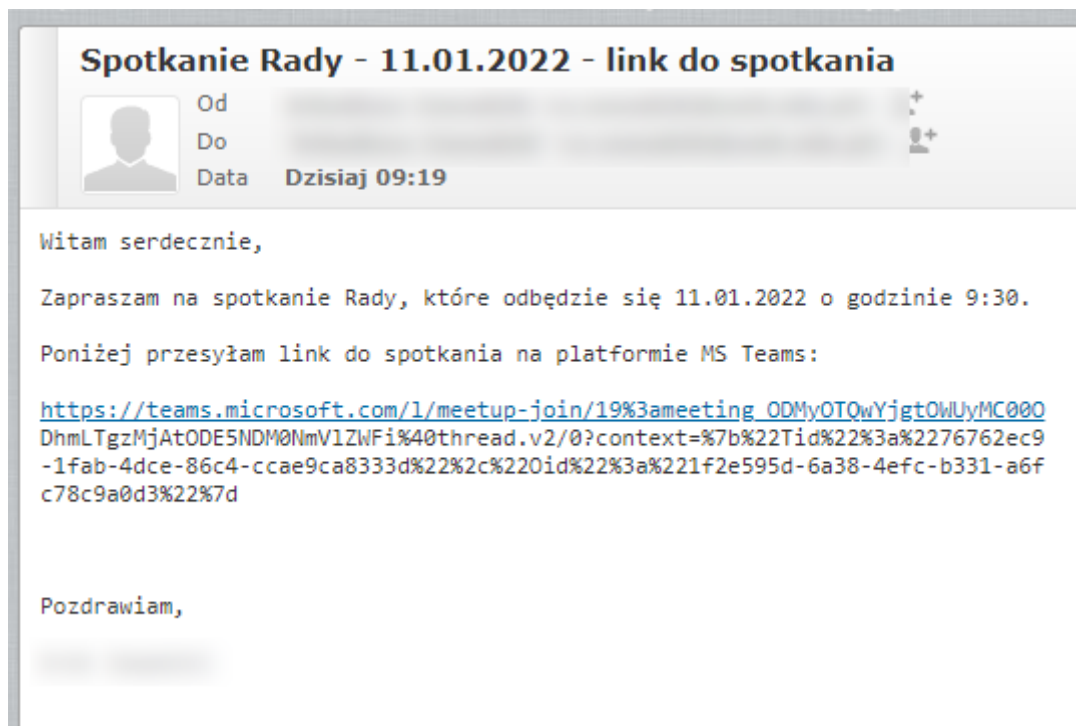 Spotkanie Rady - 11.01.2022 - link do spotkania
Od
Do
Data Dzisiaj 09:19
Witam serdecznie,
Zapraszam na spotkanie Rady, które odbędzie się 11.01.2022 o godzinie 9:30.
Poniżej przesyłam link do spotkania na platformie MS Teams:
https://teams.microsoft.com/l/meetup-join/19%3ameeting_ODMyOTQwYjgtOWUyMC00O
DhmLTgzMjAtODE5NDM0NmVlZWFi%40thread.v2/0?context=%7b%22Tid%22%3a%2276762ec9
-1fab-4dce-86c4-ccae9ca8333d%22%2c%22Oid%22%3a%221f2e595d-6a38-4efc-b331-a6f
c78c9a0d3%22%7d
Pozdrawiam,